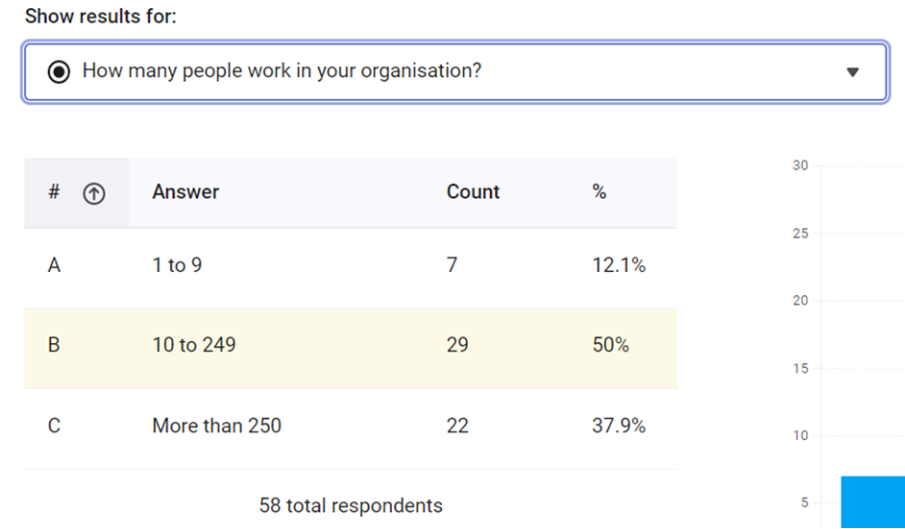 Show results for:
How many people work in your organisation?
# Answer Count %
A 1 to 9 7 12.1%
B 10 to 249 29 50%
C More than 250 22 37.9%
58 total respondents
30
25
20
15
10
5